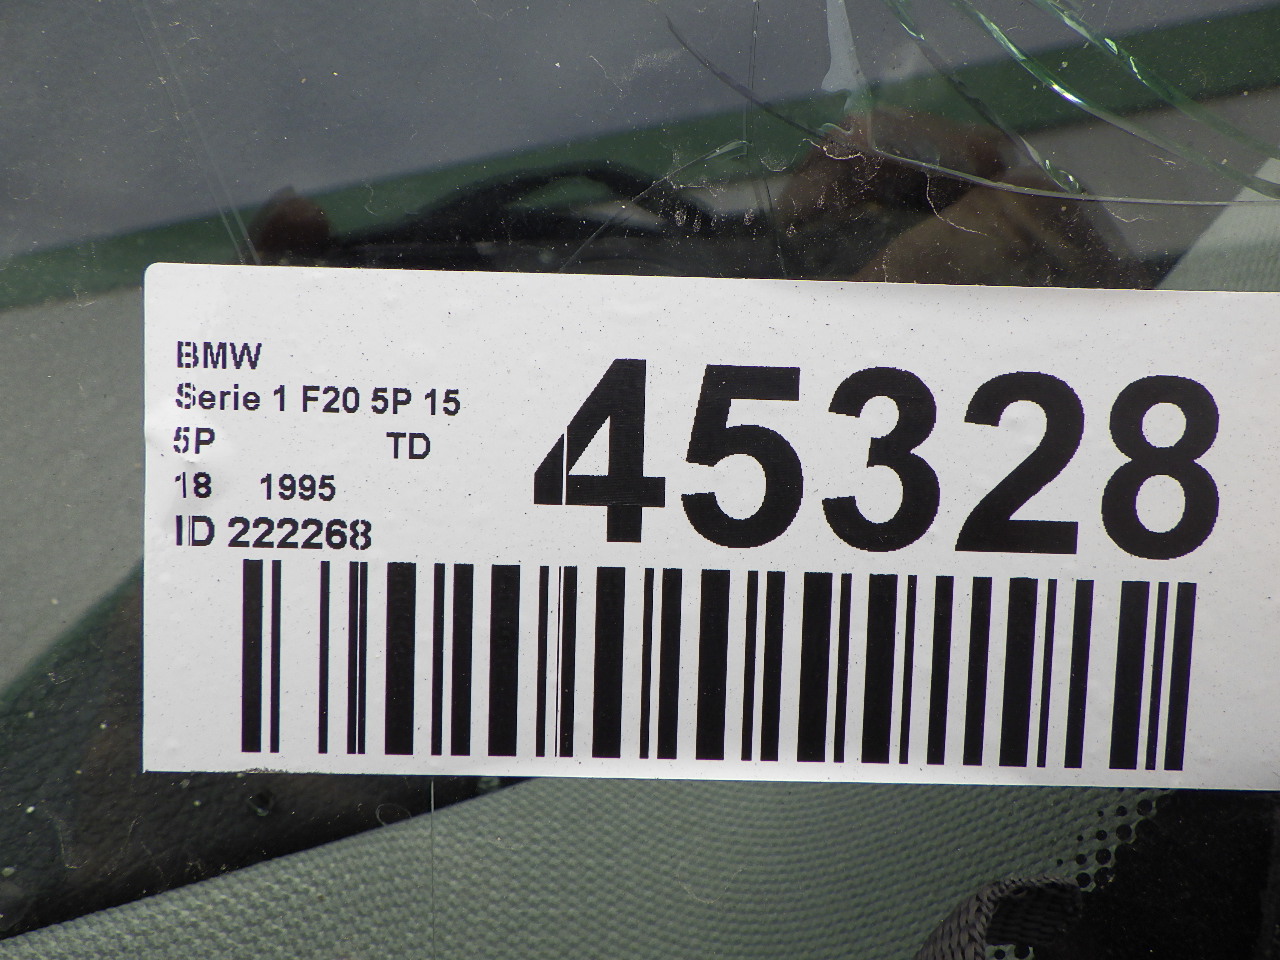 BMW
Serie 1 F20 5P 15
5P TD
18 1995
ID 222268
45328